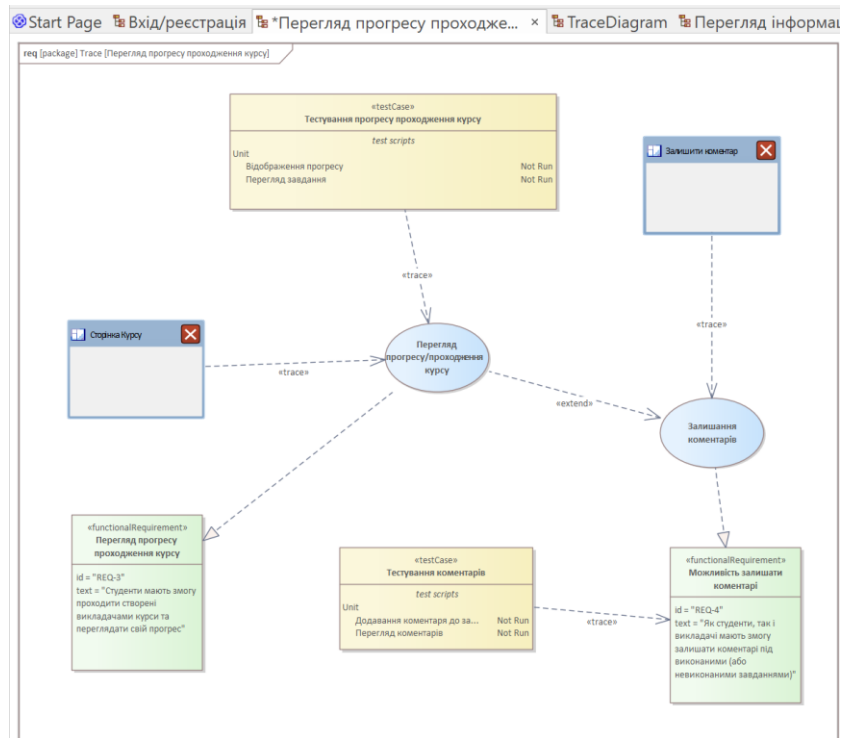 Start Page Вхід/реєстрація *Перегляд прогресу проходже... × TraceDiagram Перегляд інформац
req [package] Trace [Перегляд прогресу проходження курсу]
«testCase»
Тестування прогресу проходження курсу
test scripts
Unit
Відображення прогресу Not Run
Перегляд завдання Not Run
Залишити коментар
«trace»
«trace»
Сторінка Курсу
«trace»
Перегляд
прогресу/проходження
курсу
«extend»
Залишання
коментарів
«functionalRequirement»
Перегляд прогресу
проходження курсу
id = "REQ-3"
text = "Студенти мають змогу
проходити створені
викладачами курси та
переглядати свій прогрес"
«testCase»
Тестування коментарів
test scripts
Unit
Додавання коментаря до за... Not Run
Перегляд коментарів Not Run
«trace»
«functionalRequirement»
Можливість залишати
коментарі
id = "REQ-4"
text = "Як студенти, так і
викладачі мають змогу
залишати коментарі під
виконаними (або
невиконаними завданнями)"